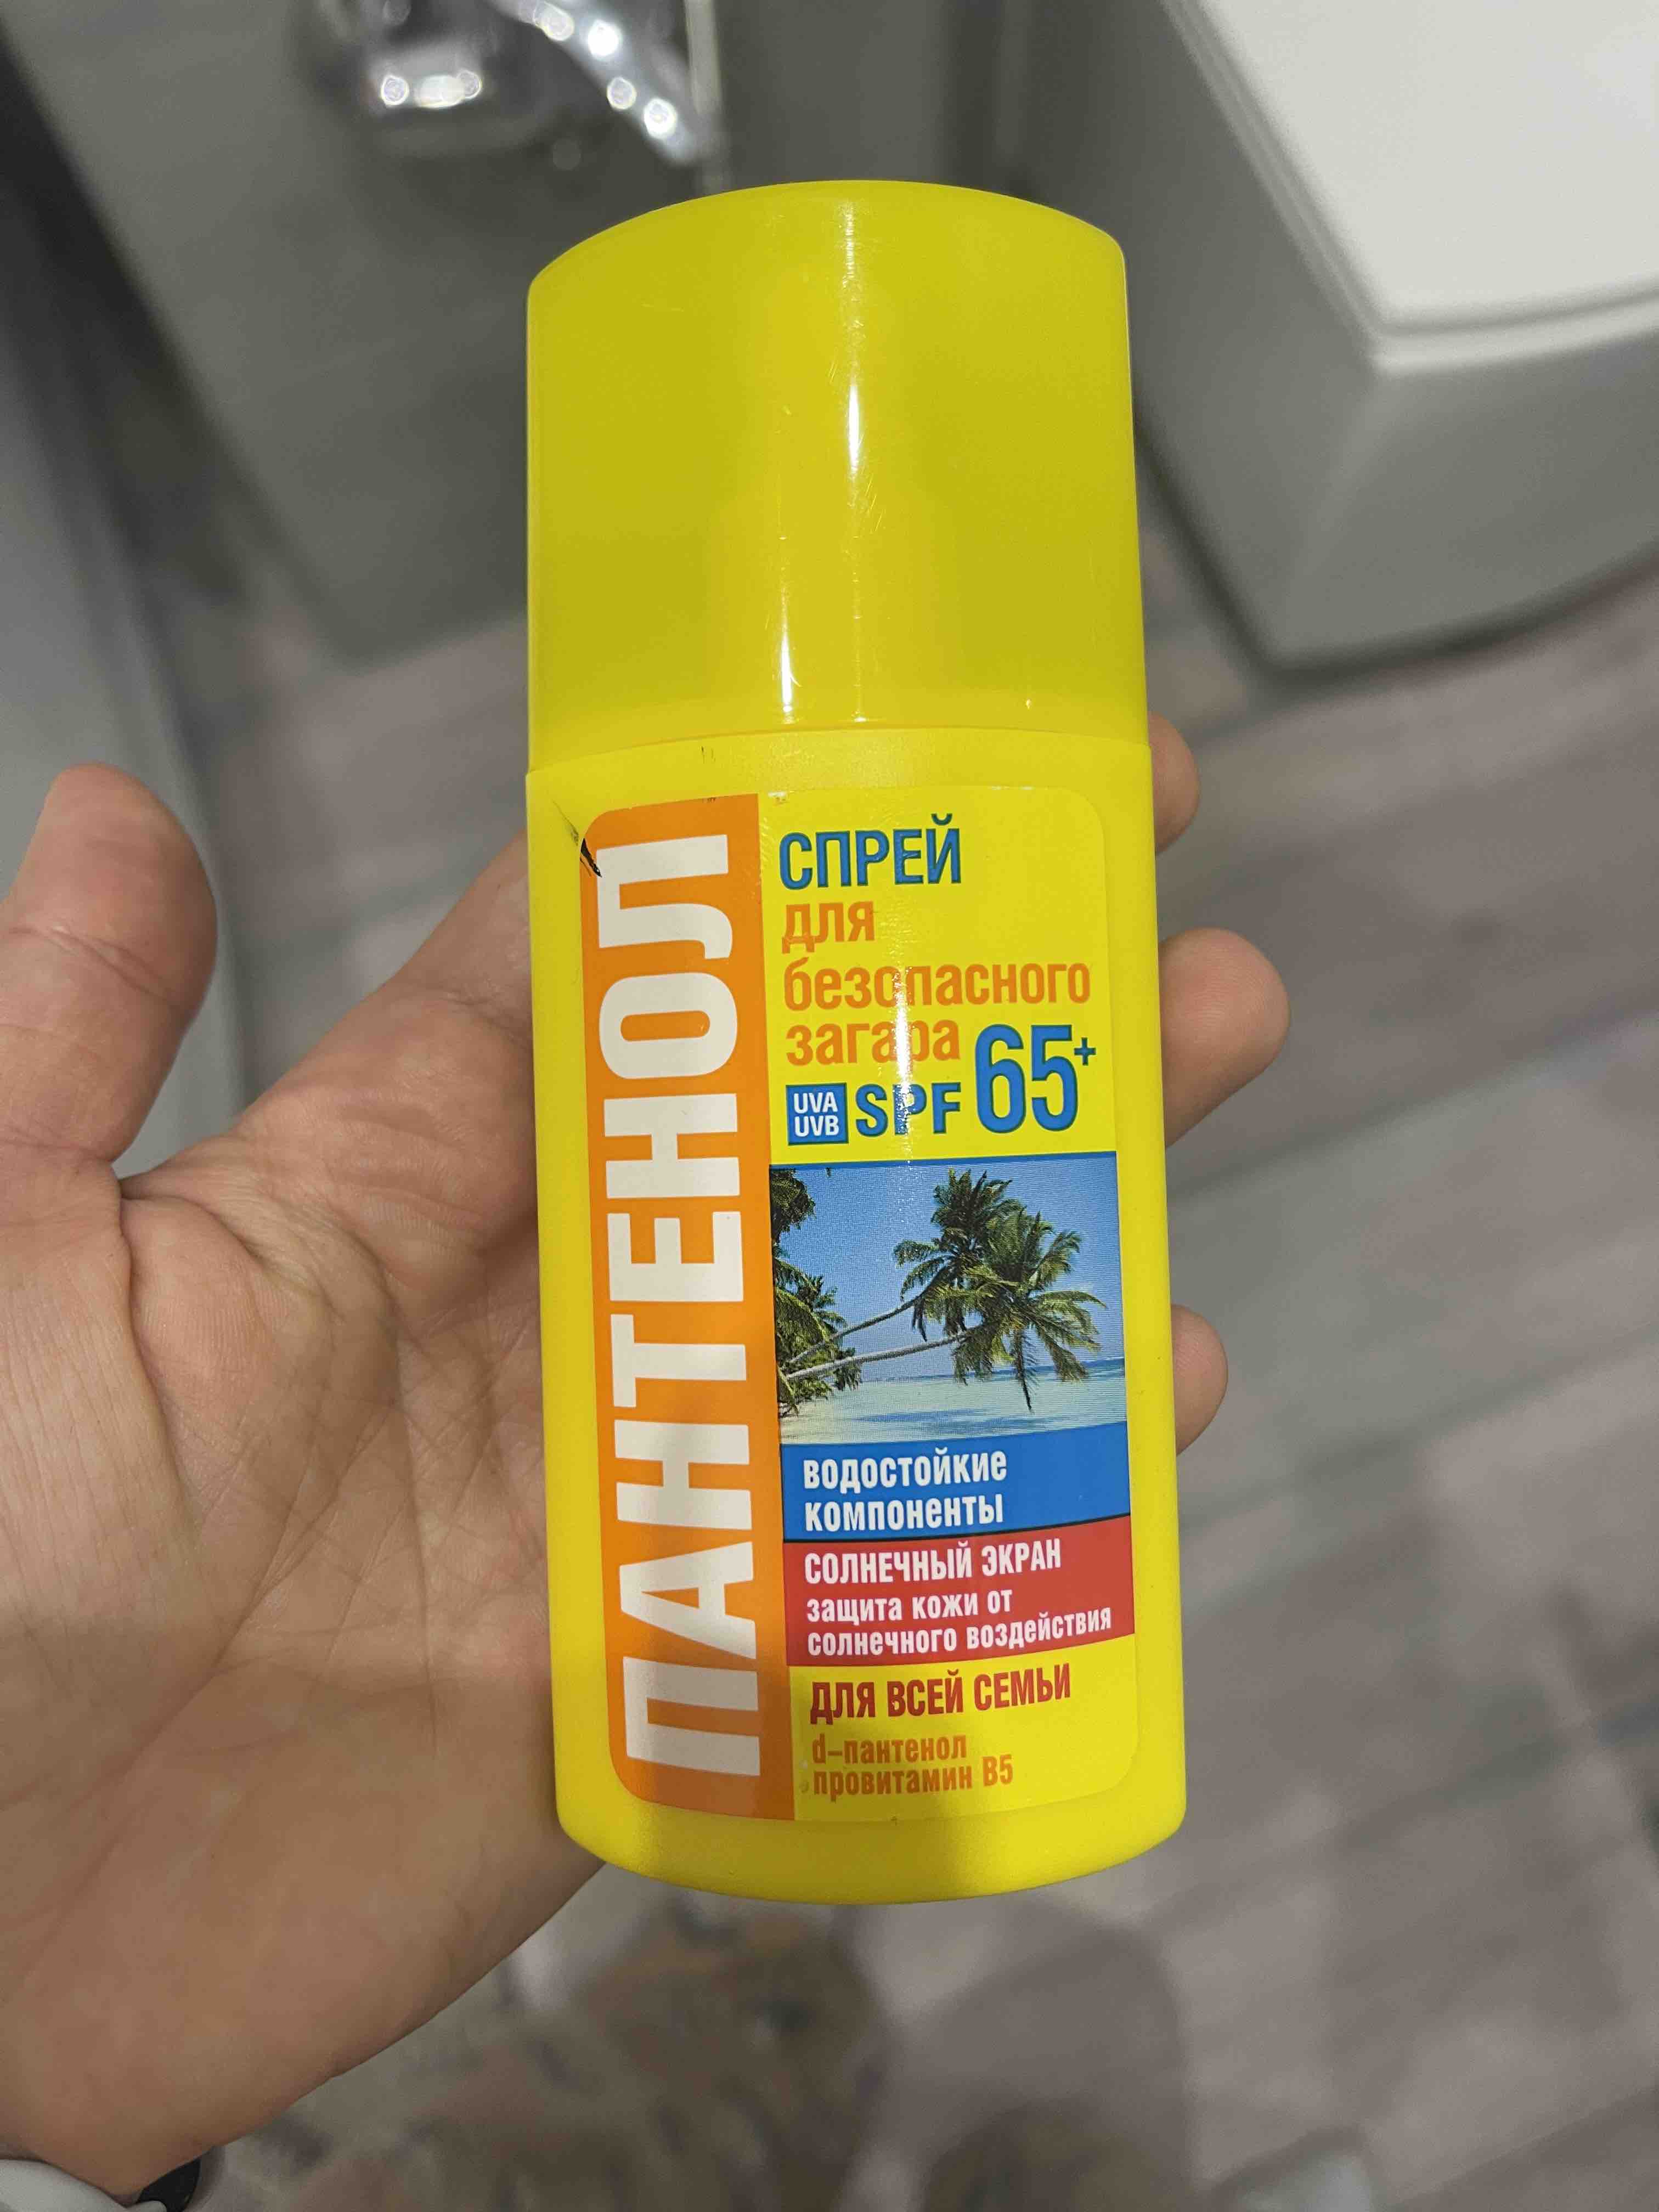 ПАНТЕНОЛ
СПРЕЙ
для
безопасного
загара
UVA
UVB
SPF 65+
водостойкие
компоненты
СОЛНЕЧНЫЙ ЭКРАН
защита кожи от
солнечного воздействия
ДЛЯ ВСЕЙ СЕМЬИ
d-пантенол
провитамин В5